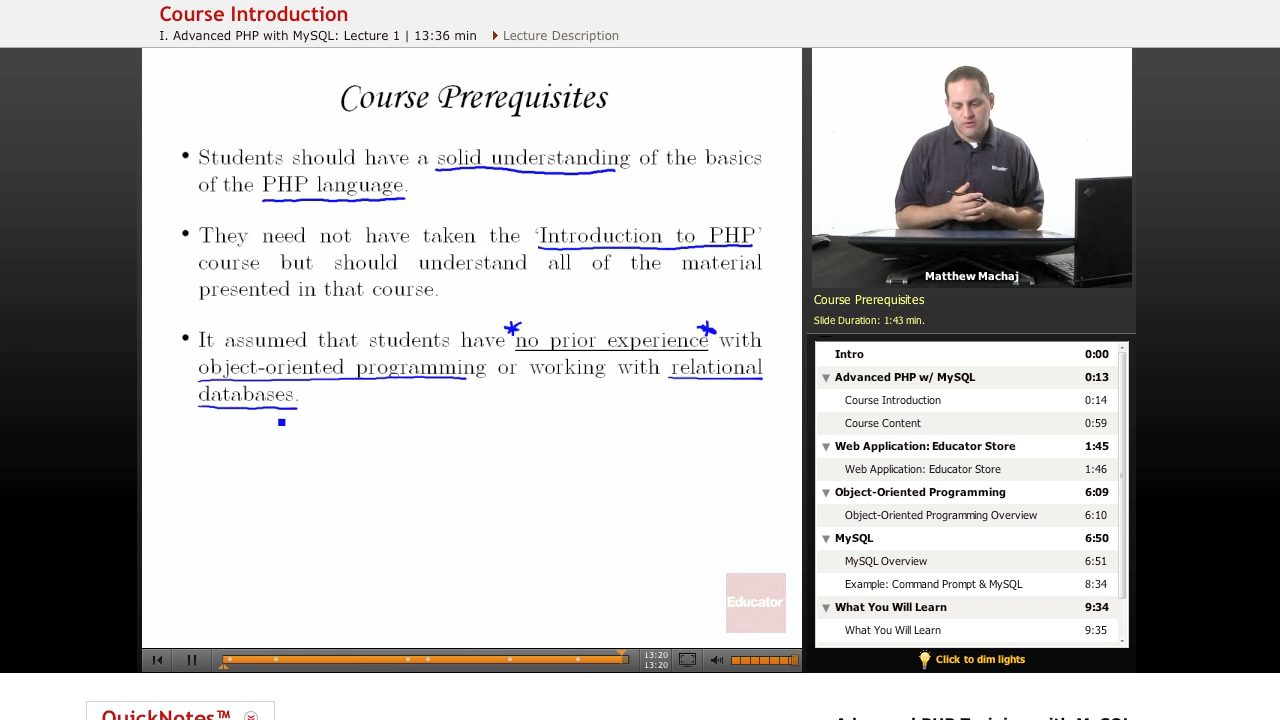 Course Introduction
I. Advanced PHP with MySQL: Lecture 1 | 13:36 min Lecture Description
Course Prerequisites
• Students should have a solid understanding of the basics
of the PHP language.
• They need not have taken the ‘Introduction to PHP’
course but should understand all of the material
presented in that course.
• It assumed that students have *no prior experience* with
object-oriented programming or working with relational
databases.
Educator
13:20
13:20
Matthew Machaj
Course Prerequisites
Slide Duration: 1:43 min.
Intro 0:00
Advanced PHP w/ MySQL 0:13
Course Introduction 0:14
Course Content 0:59
Web Application: Educator Store 1:45
Web Application: Educator Store 1:46
Object-Oriented Programming 6:09
Object-Oriented Programming Overview 6:10
MySQL 6:50
MySQL Overview 6:51
Example: Command Prompt & MySQL 8:34
What You Will Learn 9:34
What You Will Learn 9:35
Click to dim lights
QuickNotes™
Advanced PHP Training with MySQL